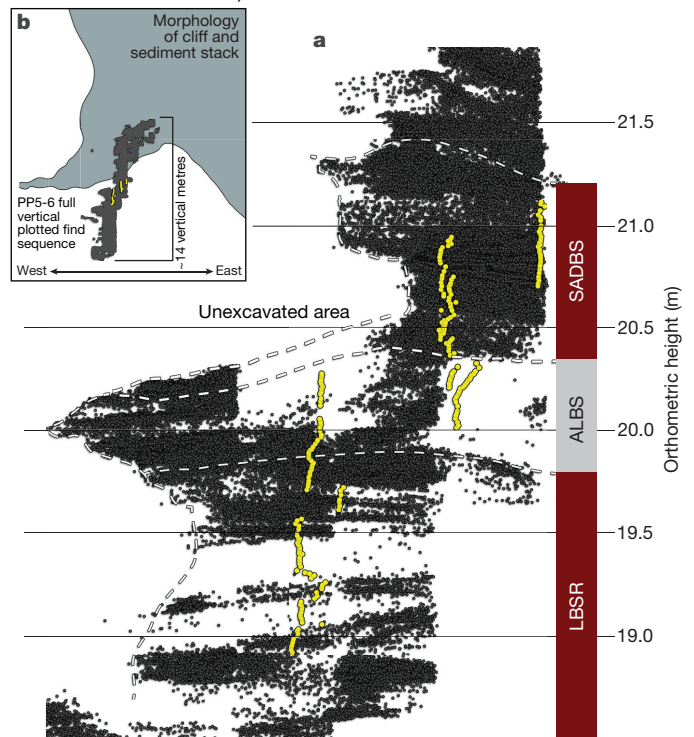 b
Morphology
of cliff and
sediment stack
PP5-6 full
vertical
plotted find
sequence
~14 vertical metres
West
East
a
Unexcavated area
21.5
21.0
20.5
20.0
19.5
19.0
SADBS
ALBS
LBSR
Orthometric height (m)